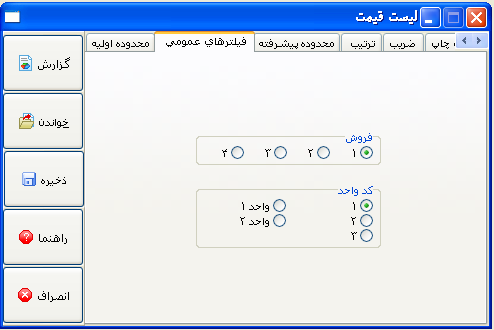 لیست قیمت
محدوده اولیه
فیلترهاي عمومي
محدوده پیشرفته
ترتیب
ضریب
چاپ
گزارش
خواندن
ذخیره
راهنما
انصراف
فروش
۱ ۲ ۳ ۴
کد واحد
۱ واحد ۱
۲ واحد ۲
۳